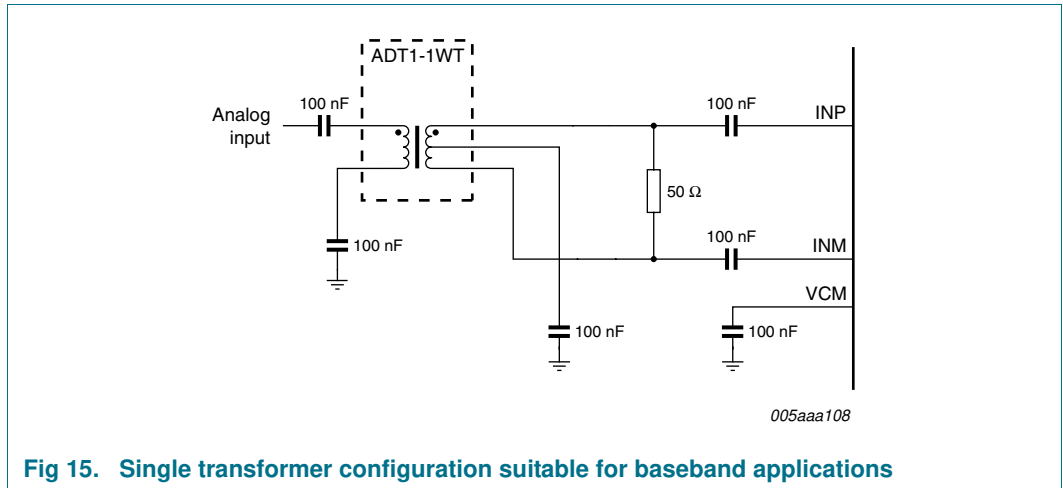 ADT1-1WT
Analog
input
100 nF
100 nF
INP
50 Ω
100 nF
INM
100 nF
VCM
100 nF
100 nF
005aaa108
Fig 15. Single transformer configuration suitable for baseband applications